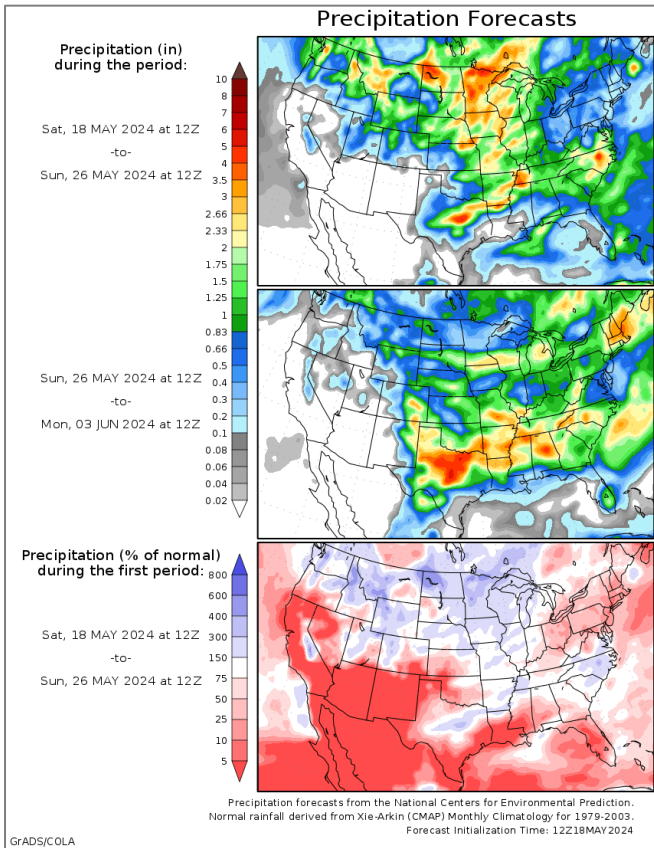 Precipitation Forecasts
Precipitation (in)
during the period:
Sat, 18 MAY 2024 at 12Z
-to-
Sun, 26 MAY 2024 at 12Z
10
9
8
7
6
5
4
3.5
3
2.66
2.33
2
1.75
1.5
1.25
1
0.83
0.66
0.5
0.4
0.3
0.2
0.1
0.08
0.06
0.04
0.02
Sun, 26 MAY 2024 at 12Z
-to-
Mon, 03 JUN 2024 at 12Z
Precipitation (% of normal)
during the first period:
Sat, 18 MAY 2024 at 12Z
-to-
Sun, 26 MAY 2024 at 12Z
800
600
400
300
150
75
50
25
10
5
Precipitation forecasts from the National Centers for Environmental Prediction.
Normal rainfall derived from Xie-Arkin (CMAP) Monthly Climatology for 1979-2003.
Forecast Initialization Time: 12Z18MAY2024
GrADS/COLA